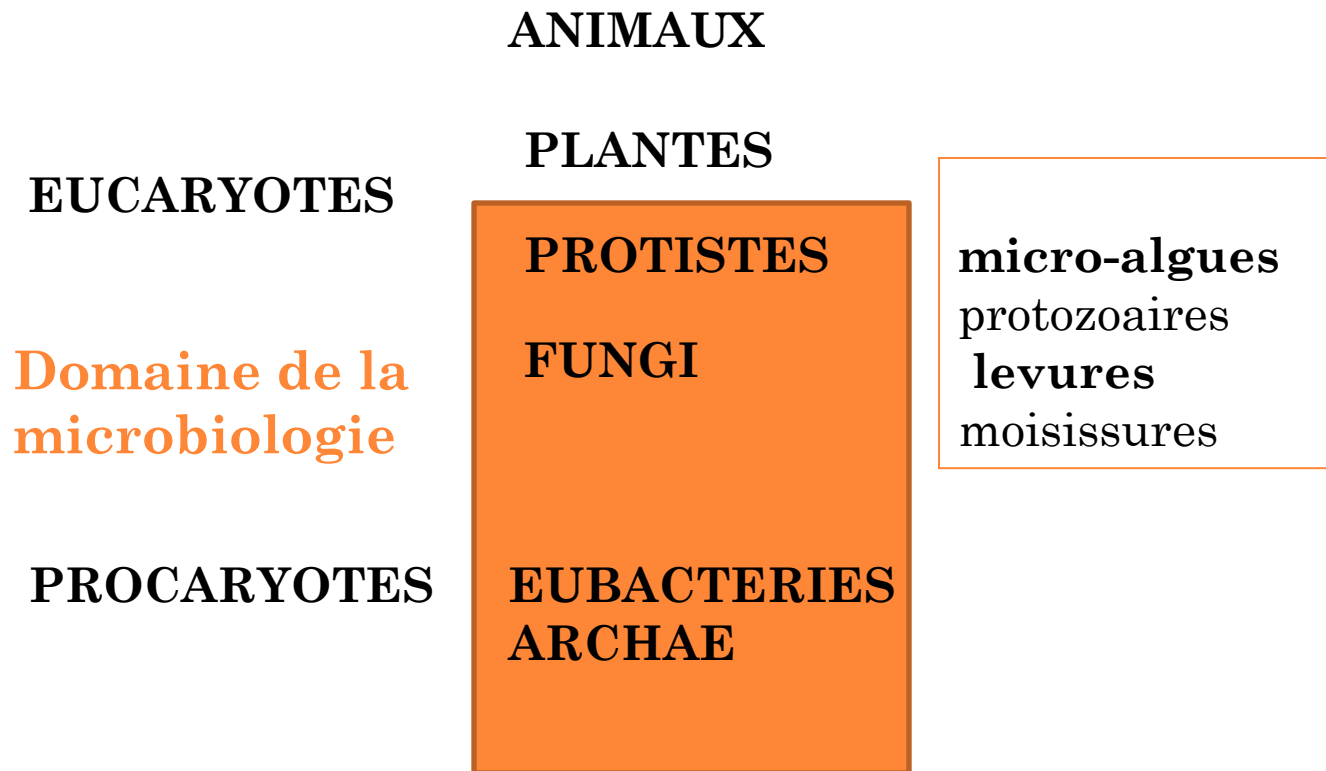 ANIMAUX
PLANTES
EUCARYOTES
PROTISTES
micro-algues
protozoaires
FUNGI
levures
Domaine de la
microbiologie
moisissures
PROCARYOTES
EUBACTERIES
ARCHAE